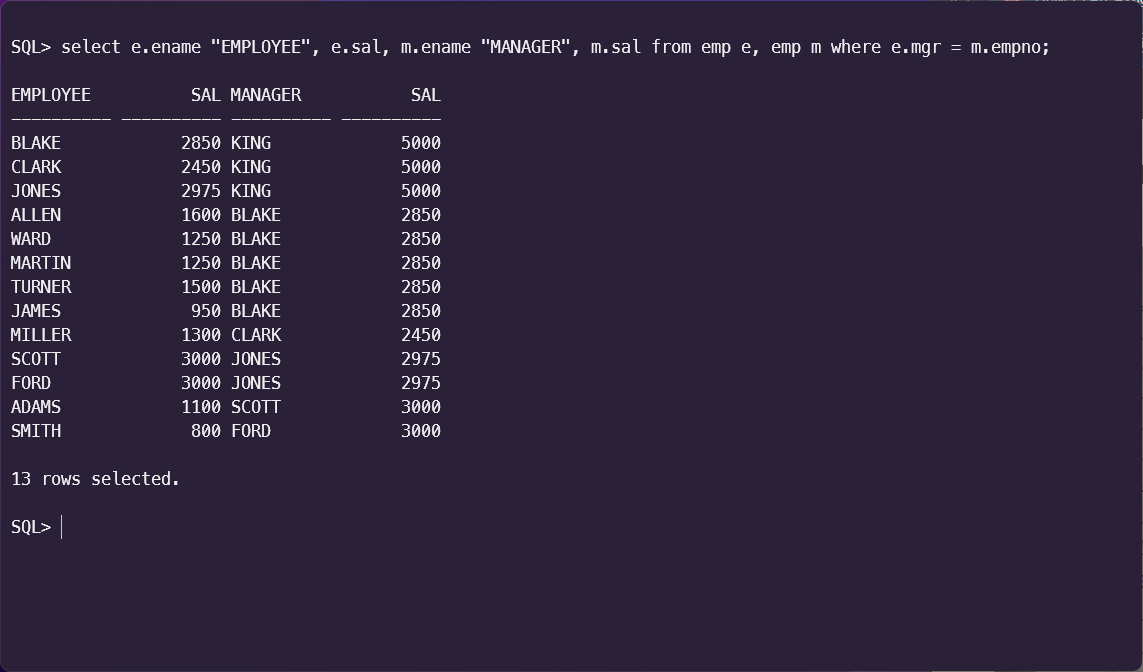 SQL> select e.ename "EMPLOYEE", e.sal, m.ename "MANAGER", m.sal from emp e, emp m where e.mgr = m.empno;
EMPLOYEE          SAL MANAGER           SAL
---------- ---------- ---------- ----------
BLAKE            2850 KING             5000
CLARK            2450 KING             5000
JONES            2975 KING             5000
ALLEN            1600 BLAKE            2850
WARD             1250 BLAKE            2850
MARTIN           1250 BLAKE            2850
TURNER           1500 BLAKE            2850
JAMES             950 BLAKE            2850
MILLER           1300 CLARK            2450
SCOTT            3000 JONES            2975
FORD             3000 JONES            2975
ADAMS            1100 SCOTT            3000
SMITH             800 FORD             3000
13 rows selected.
SQL>